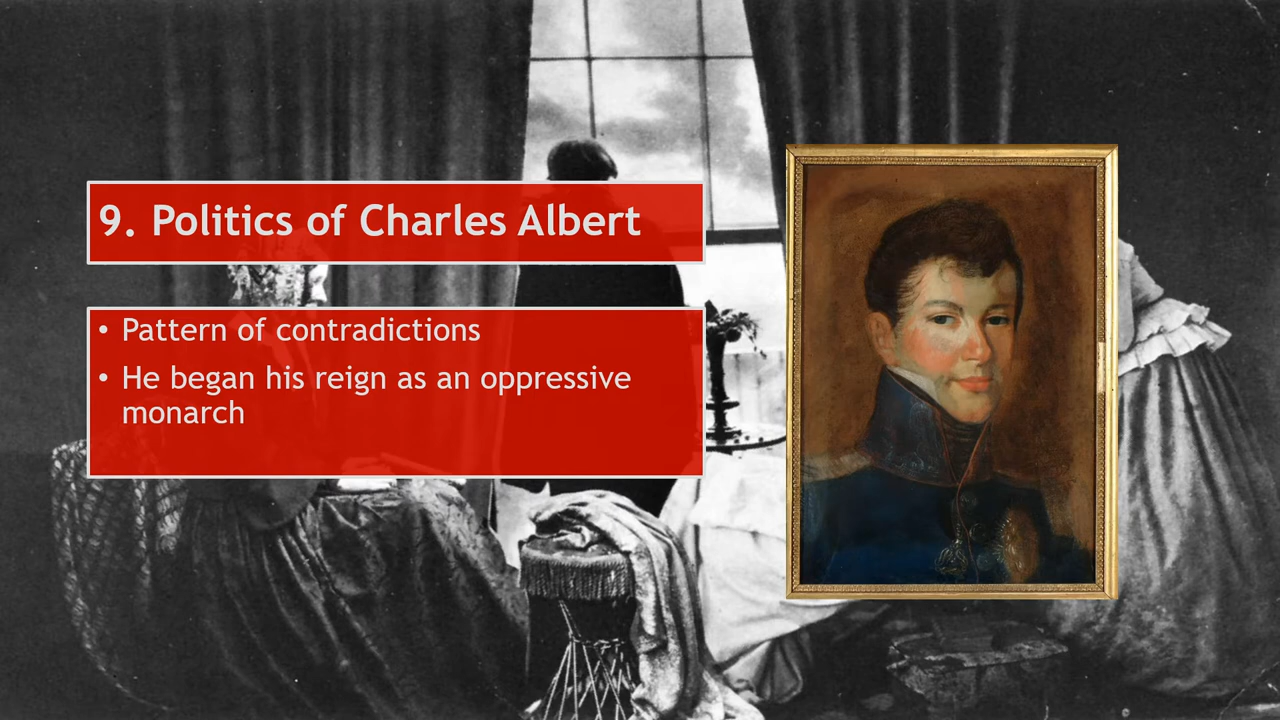 9. Politics of Charles Albert
• Pattern of contradictions
• He began his reign as an oppressive
monarch